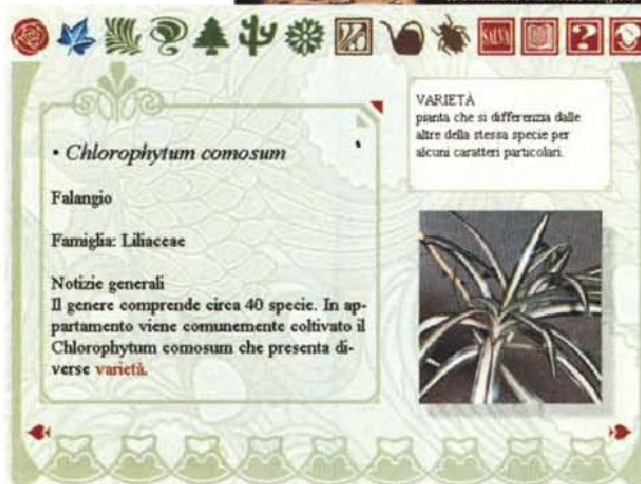 SALVA
?
• Chlorophytum comosum
Falangio
Famiglia: Liliaceae
Notizie generali
Il genere comprende circa 40 specie. In ap-
partamento viene comunemente coltivato il
Chlorophytum comosum che presenta di-
verse varietà.
VARIETÀ
pianta che si differenzia dalle
altre della stessa specie per
alcuni caratteri particolari.